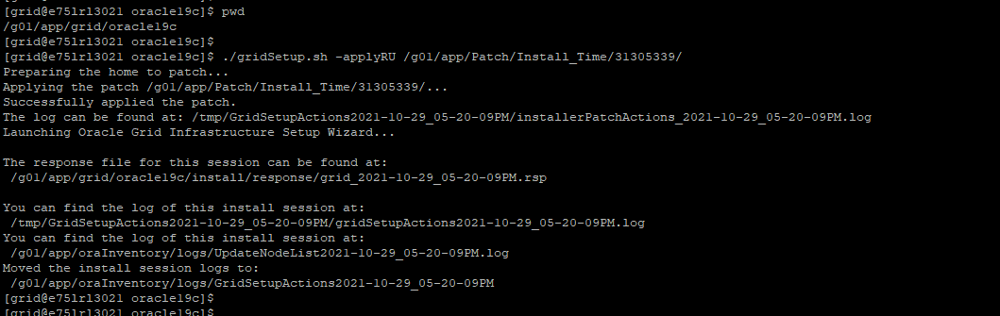 [grid@e75lrl3021 oracle19c]$ pwd
/g01/app/grid/oracle19c
[grid@e75lrl3021 oracle19c]$
[grid@e75lrl3021 oracle19c]$ ./gridSetup.sh -applyRU /g01/app/Patch/Install_Time/31305339/
Preparing the home to patch...
Applying the patch /g01/app/Patch/Install_Time/31305339/...
Successfully applied the patch.
The log can be found at: /tmp/GridSetupActions2021-10-29_05-20-09PM/installerPatchActions_2021-10-29_05-20-09PM.log
Launching Oracle Grid Infrastructure Setup Wizard...
The response file for this session can be found at:
/g01/app/grid/oracle19c/install/response/grid_2021-10-29_05-20-09PM.rsp
You can find the log of this install session at:
/tmp/GridSetupActions2021-10-29_05-20-09PM/gridSetupActions2021-10-29_05-20-09PM.log
You can find the log of this install session at:
/g01/app/oraInventory/logs/UpdateNodeList2021-10-29_05-20-09PM.log
Moved the install session logs to:
/g01/app/oraInventory/logs/GridSetupActions2021-10-29_05-20-09PM
[grid@e75lrl3021 oracle19c]$
[grid@e75lrl3021 oracle19c]$